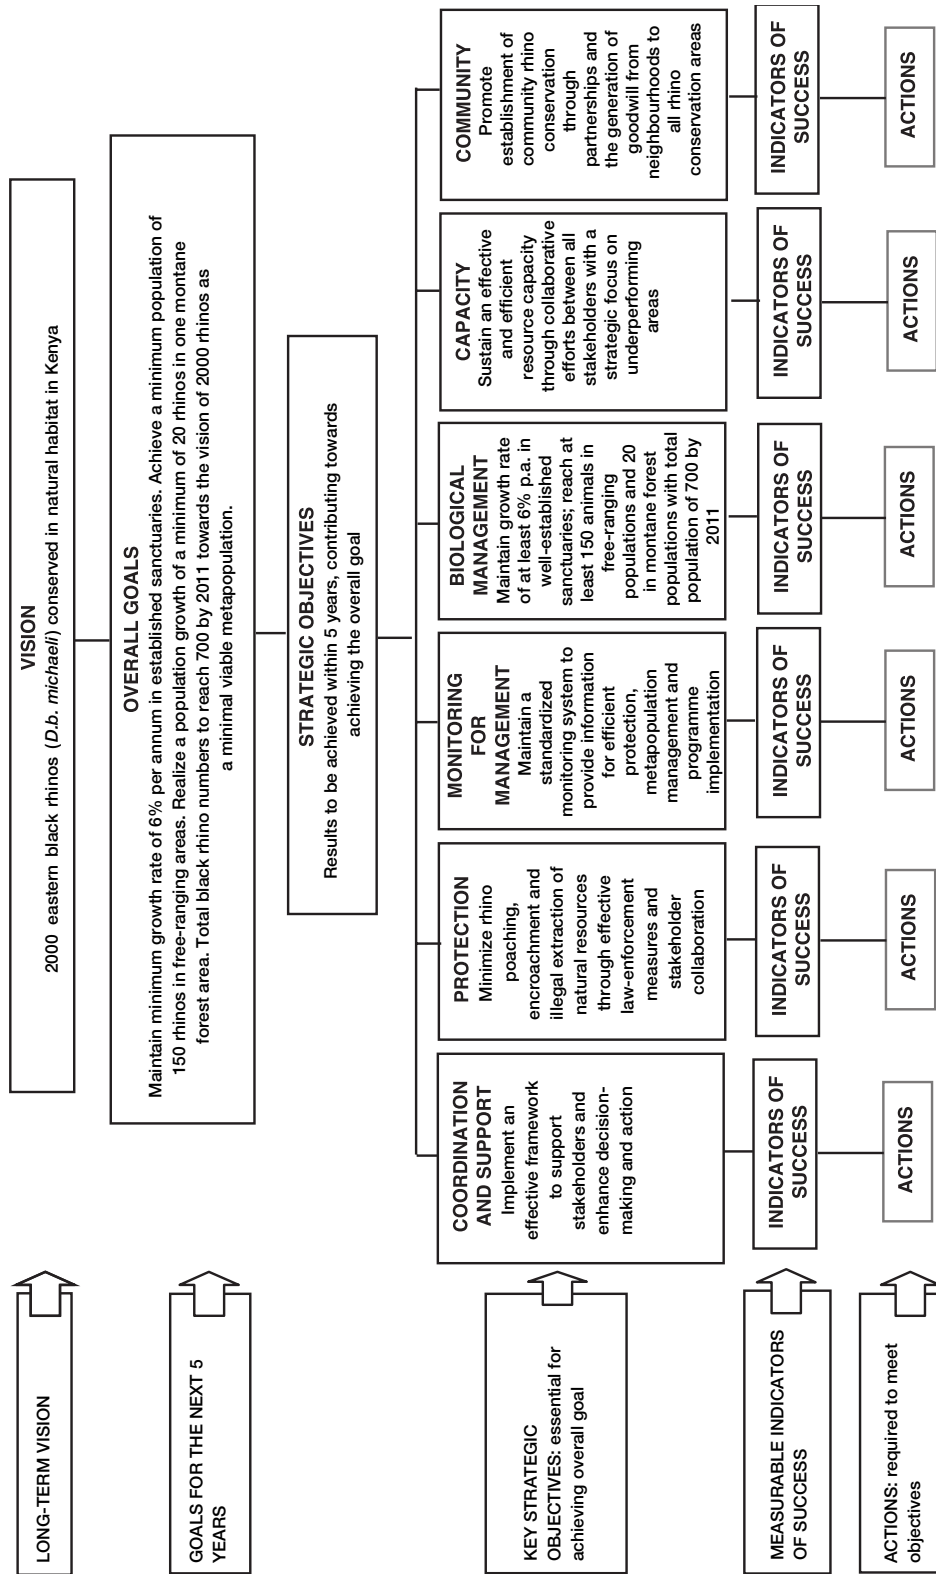 LONG-TERM VISION
VISION
2000 eastern black rhinos (D.b. michaeli) conserved in natural habitat in Kenya
GOALS FOR THE NEXT 5
YEARS
OVERALL GOALS
Maintain minimum growth rate of 6% per annum in established sanctuaries. Achieve a minimum population of
150 rhinos in free-ranging areas. Realize a population growth of a minimum of 20 rhinos in one montane
forest area. Total black rhino numbers to reach 700 by 2011 towards the vision of 2000 rhinos as
a minimal viable metapopulation.
STRATEGIC OBJECTIVES
Results to be achieved within 5 years, contributing towards
achieving the overall goal
KEY STRATEGIC
OBJECTIVES: essential for
achieving overall goal
COORDINATION
AND SUPPORT
Implement an
effective framework
to support
stakeholders and
enhance decision-
making and action
PROTECTION
Minimize rhino
poaching,
encroachment and
illegal extraction of
natural resources
through effective
law-enforcement
measures and
stakeholder
collaboration
MONITORING
FOR
MANAGEMENT
Maintain a
standardized
monitoring system to
provide information
for efficient
protection,
metapopulation
management and
programme
implementation
BIOLOGICAL
MANAGEMENT
Maintain growth rate
of at least 6% p.a. in
well-established
sanctuaries; reach at
least 150 animals in
free-ranging
populations and 20
in montane forest
populations with total
population of 700 by
2011
CAPACITY
Sustain an effective
and efficient
resource capacity
through collaborative
efforts between all
stakeholders with a
strategic focus on
underperforming
areas
COMMUNITY
Promote
establishment of
community rhino
conservation
through
partnerships and
the generation of
goodwill from
neighbourhoods to
all rhino
conservation areas
MEASURABLE INDICATORS
OF SUCCESS
INDICATORS OF
SUCCESS
INDICATORS OF
SUCCESS
INDICATORS OF
SUCCESS
INDICATORS OF
SUCCESS
INDICATORS OF
SUCCESS
INDICATORS OF
SUCCESS
ACTIONS: required to meet
objectives
ACTIONS
ACTIONS
ACTIONS
ACTIONS
ACTIONS
ACTIONS